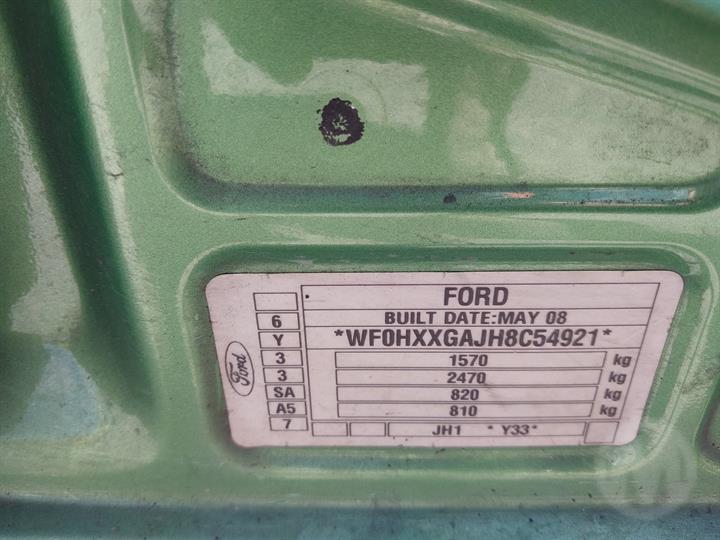 FORD
BUILT DATE:MAY 08
*WF0HXXGAJH8C54921*
1570 kg
2470 kg
820 kg
810 kg
JH1 * Y33*
6
Y
3
3
SA
A5
7
Ford